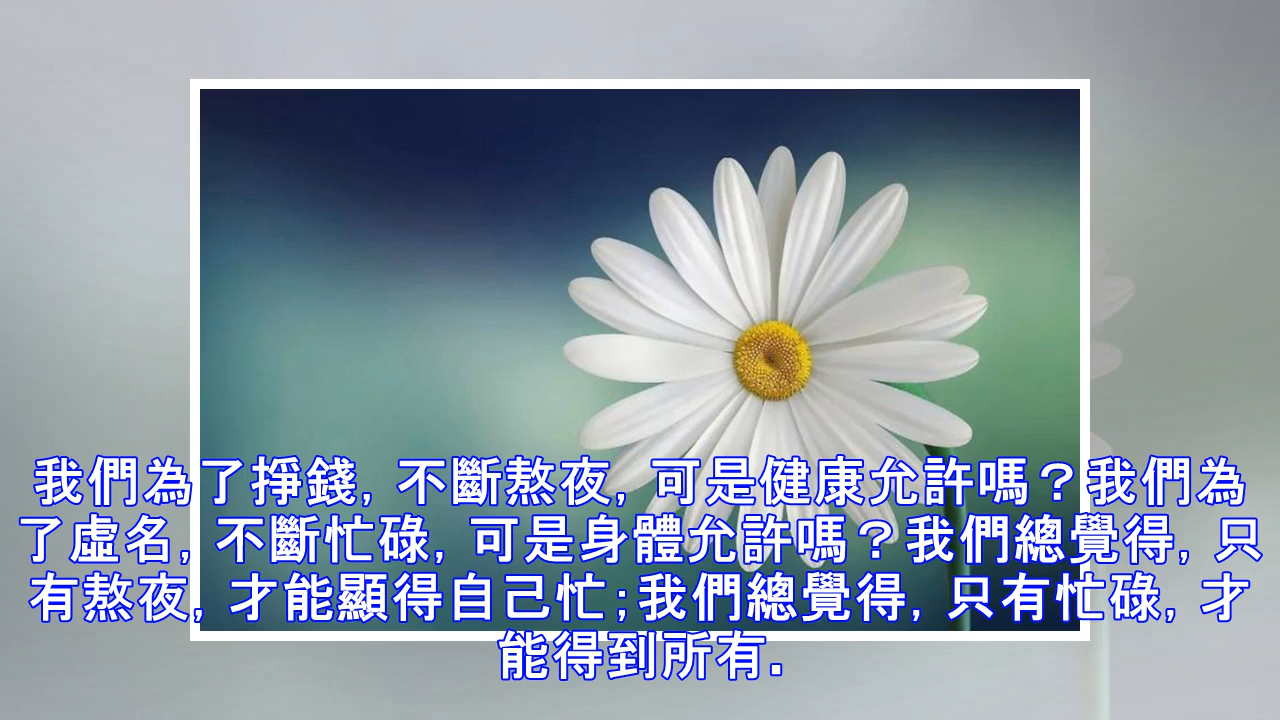 我們為了掙錢, 不斷熬夜, 可是健康允許嗎？我們為
了虛名, 不斷忙碌, 可是身體允許嗎？我們總覺得, 只
有熬夜, 才能顯得自己忙;我們總覺得, 只有忙碌, 才
能得到所有.